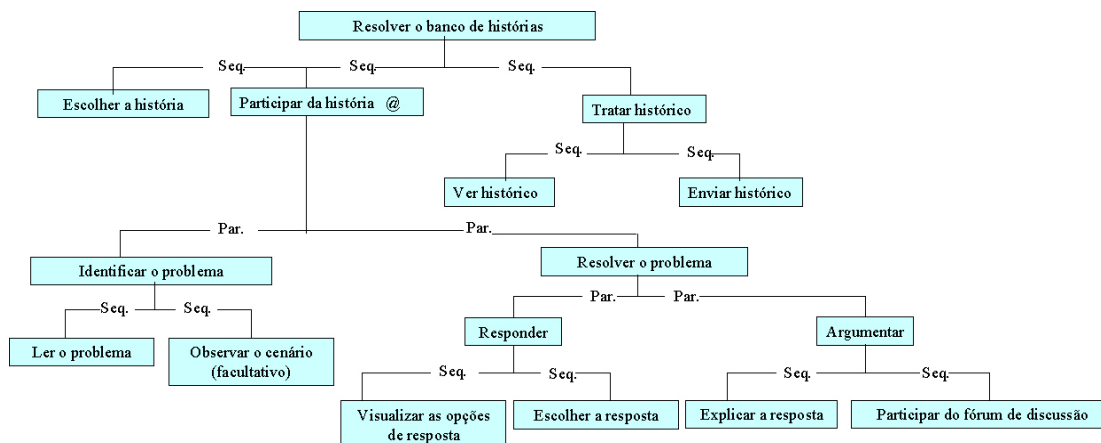 Resolver o banco de histórias
Seq. Seq. Seq.
Escolher a história
Participar da história @
Tratar histórico
Seq. Seq.
Ver histórico
Enviar histórico
Par. Par.
Identificar o problema
Resolver o problema
Seq. Seq.
Par. Par.
Ler o problema
Observar o cenário
(facultativo)
Responder
Argumentar
Seq. Seq.
Seq. Seq.
Visualizar as opções
de resposta
Escolher a resposta
Explicar a resposta
Participar do fórum de discussão